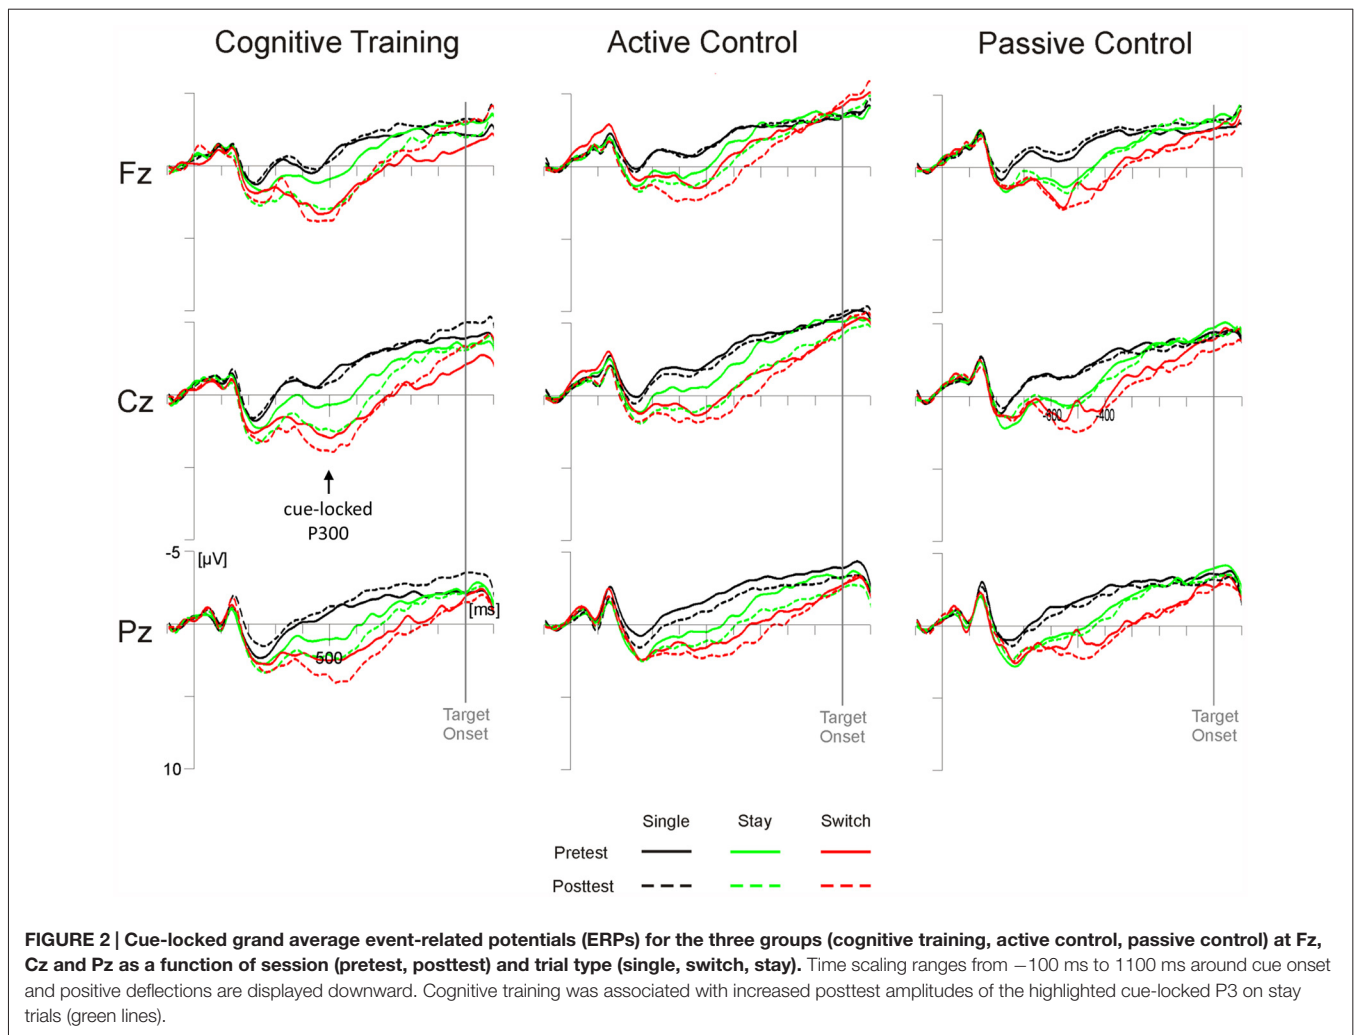 Cognitive Training Active Control Passive Control
Fz
Cz
-600 -400
cue-locked
P300
-5 [µV]
[ms]
Pz
500
Target
Onset
Target
Onset
Target
Onset
10
Single Stay Switch
Pretest
Posttest
FIGURE 2 | Cue-locked grand average event-related potentials (ERPs) for the three groups (cognitive training, active control, passive control) at Fz,
Cz and Pz as a function of session (pretest, posttest) and trial type (single, switch, stay). Time scaling ranges from −100 ms to 1100 ms around cue onset
and positive deflections are displayed downward. Cognitive training was associated with increased posttest amplitudes of the highlighted cue-locked P3 on stay
trials (green lines).